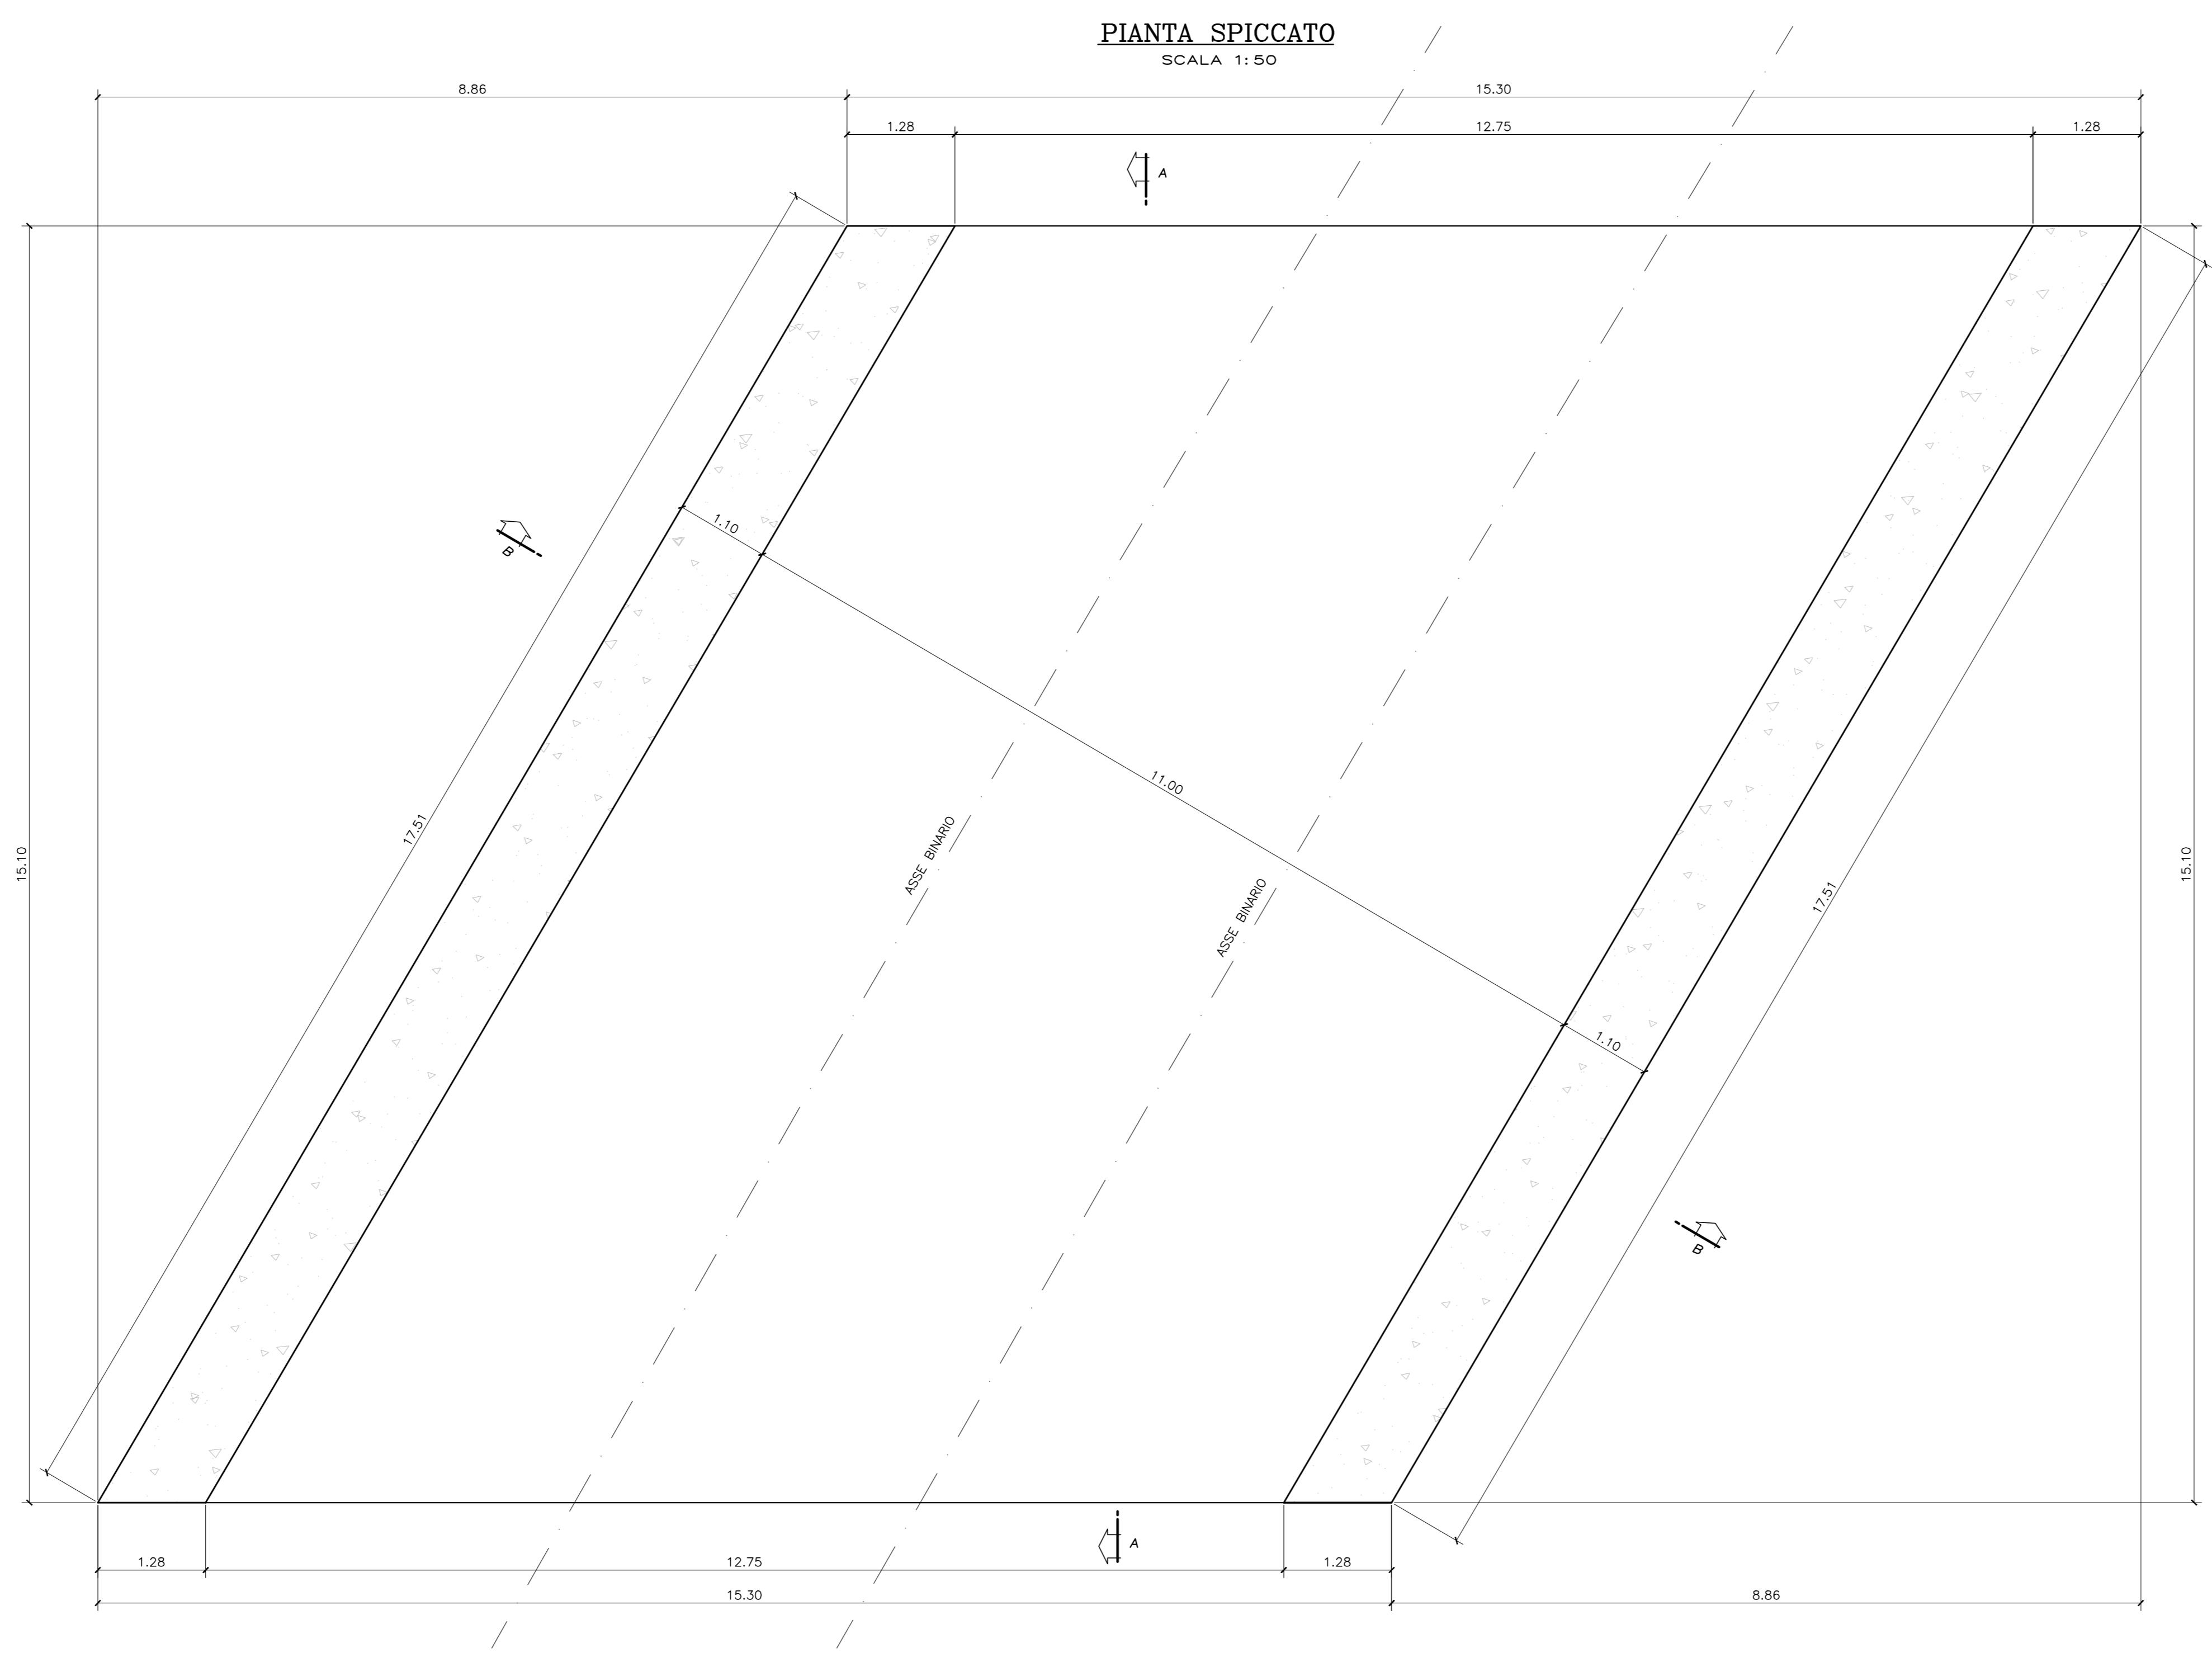 PIANTA SPICCATO
SCALA 1:50
8.86
15.30
1.28
12.75
1.28
A
1.10
B
11.00
17.51
ASSE BINARIO
15.10
15.10
ASSE BINARIO
17.51
1.10
B
A
1.28
12.75
1.28
15.30
8.86